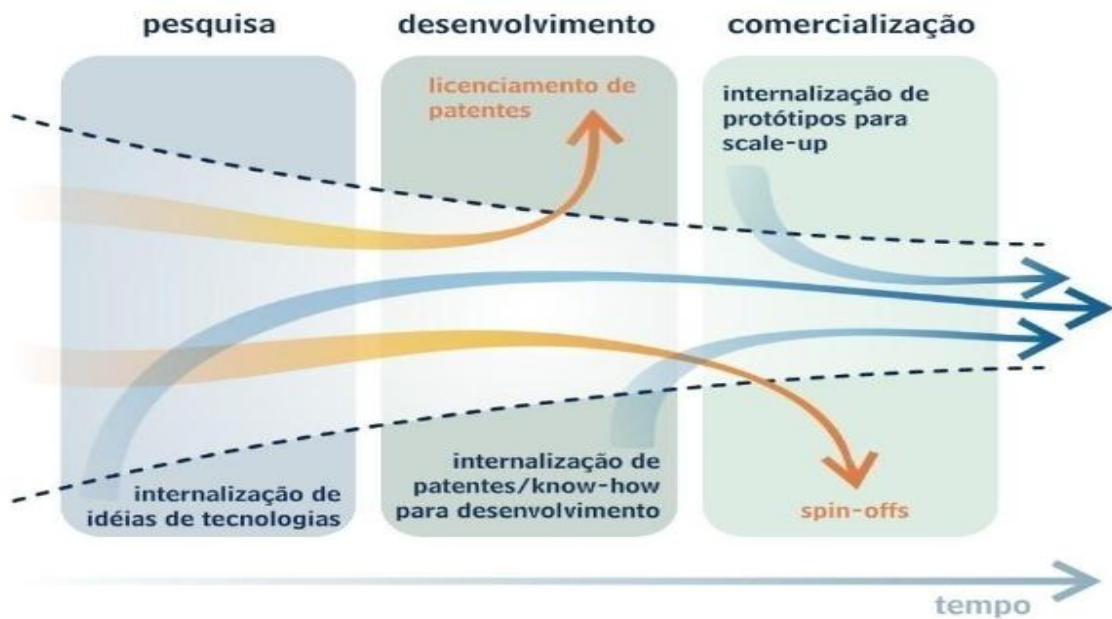 pesquisa
desenvolvimento
comercialização
licenciamento de
patentes
internalização de
protótipos para
scale-up
internalização de
idéias de tecnologias
internalização de
patentes/know-how
para desenvolvimento
spin-offs
tempo